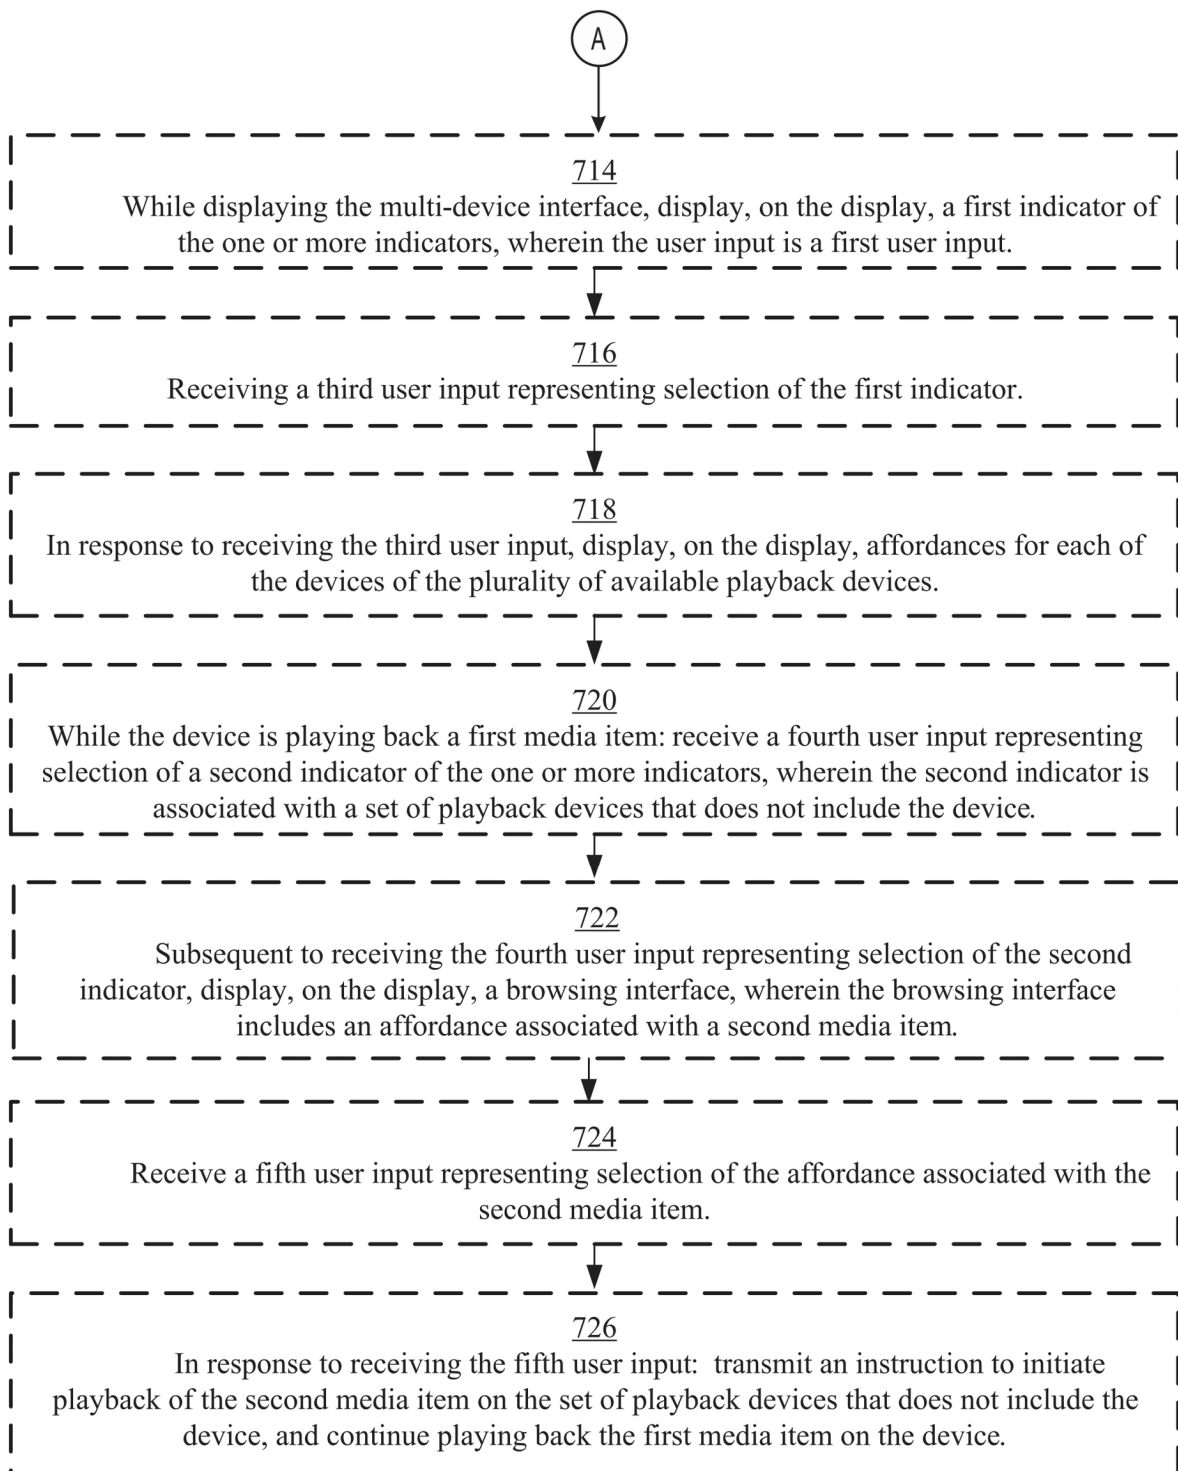 A
714
While displaying the multi-device interface, display, on the display, a first indicator of
the one or more indicators, wherein the user input is a first user input.
716
Receiving a third user input representing selection of the first indicator.
718
In response to receiving the third user input, display, on the display, affordances for each of
the devices of the plurality of available playback devices.
720
While the device is playing back a first media item: receive a fourth user input representing
selection of a second indicator of the one or more indicators, wherein the second indicator is
associated with a set of playback devices that does not include the device.
722
Subsequent to receiving the fourth user input representing selection of the second
indicator, display, on the display, a browsing interface, wherein the browsing interface
includes an affordance associated with a second media item.
724
Receive a fifth user input representing selection of the affordance associated with the
second media item.
726
In response to receiving the fifth user input:  transmit an instruction to initiate
playback of the second media item on the set of playback devices that does not include the
device, and continue playing back the first media item on the device.